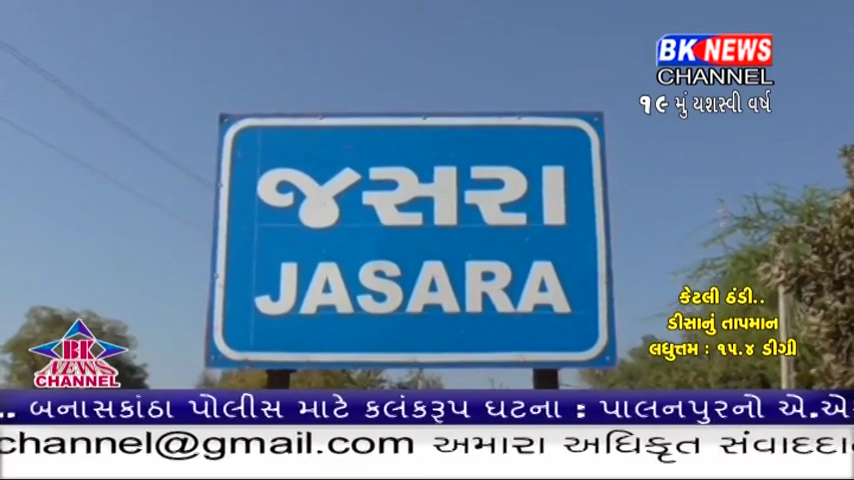 BK NEWS
CHANNEL
૧૯ મું યશસ્વી વર્ષ
જસરા
JASARA
કેટલી ઠંડી..
ડીસાનું તાપમાન
લઘુત્તમ : ૧૫.૪ ડીગ્રી
BK
NEWS
CHANNEL
.. બનાસકાંઠા પોલીસ માટે કલંકરૂપ ઘટના : પાલનપુરનો એ.એ
channel@gmail.com અમારા અધિકૃત સંવાદદા